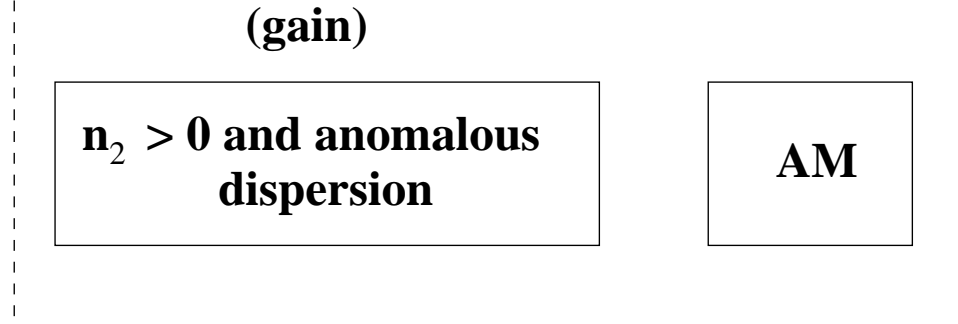 (gain)
n₂ > 0 and anomalous
dispersion
AM